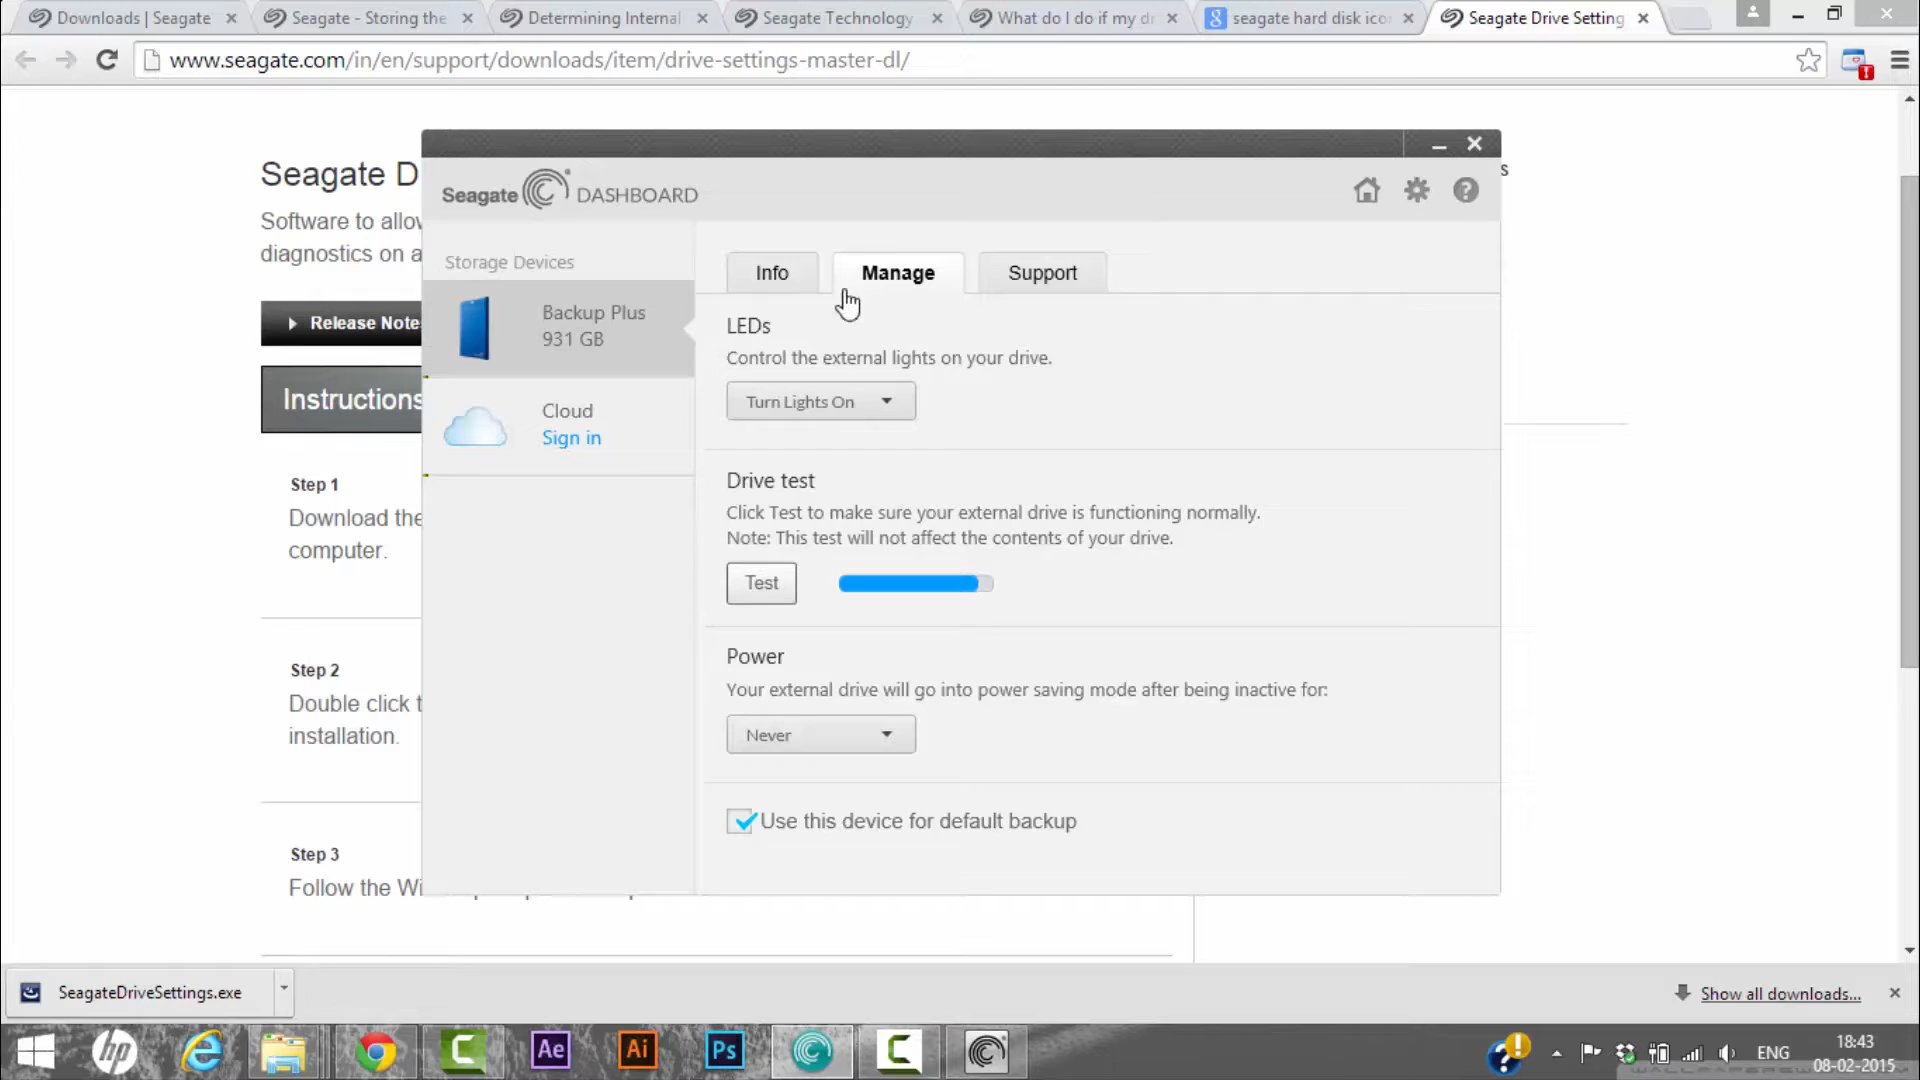 Downloads | Seagate
Seagate - Storing the
Determining Internal
Seagate Technology
What do I do if my dr
seagate hard disk ico
Seagate Drive Setting
www.seagate.com/in/en/support/downloads/item/drive-settings-master-dl/
Seagate D
Software to allow
diagnostics on a
s
Release Note
Instructions
Step 1
Download the
computer.
Step 2
Double click t
installation.
Step 3
Follow the Wi
Seagate DASHBOARD
Storage Devices
Backup Plus
931 GB
Cloud
Sign in
Info
Manage
Support
LEDs
Control the external lights on your drive.
Turn Lights On
Drive test
Click Test to make sure your external drive is functioning normally.
Note: This test will not affect the contents of your drive.
Test
Power
Your external drive will go into power saving mode after being inactive for:
Never
Use this device for default backup
SeagateDriveSettings.exe
Show all downloads...
hp
Ae
Ai
Ps
ENG
18:43
08-02-2015